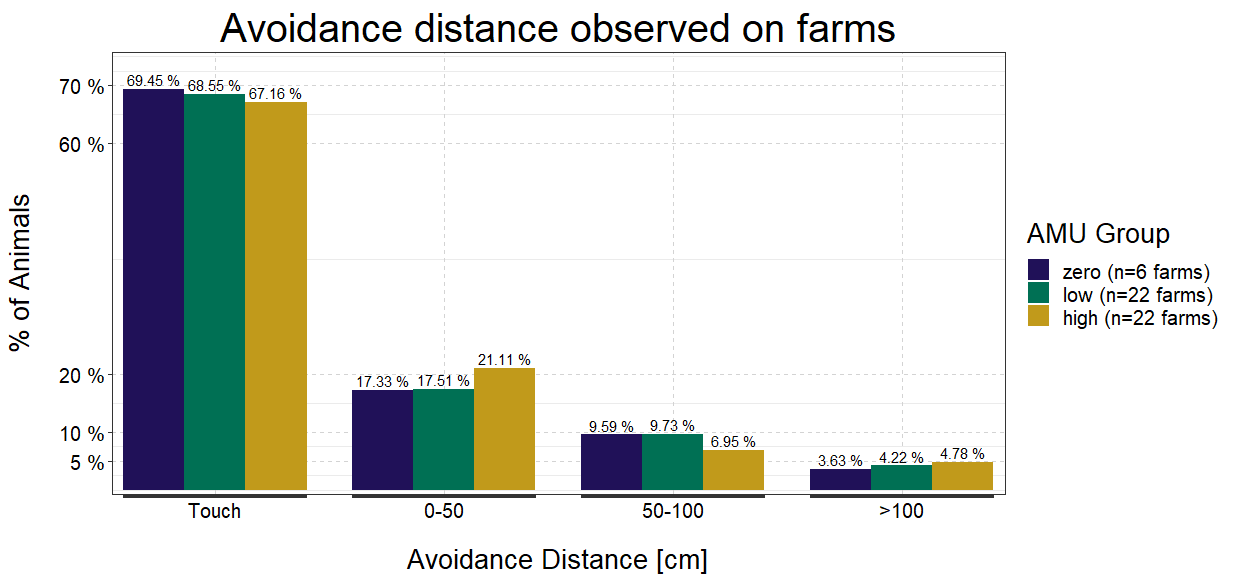 Avoidance distance observed on farms
% of Animals
70 %
60 %
20 %
10 %
5 %
69.45 % 68.55 % 67.16 %
17.33 % 17.51 % 21.11 %
9.59 % 9.73 % 6.95 %
3.63 % 4.22 % 4.78 %
Touch 0-50 50-100 >100
Avoidance Distance [cm]
AMU Group
zero (n=6 farms)
low (n=22 farms)
high (n=22 farms)